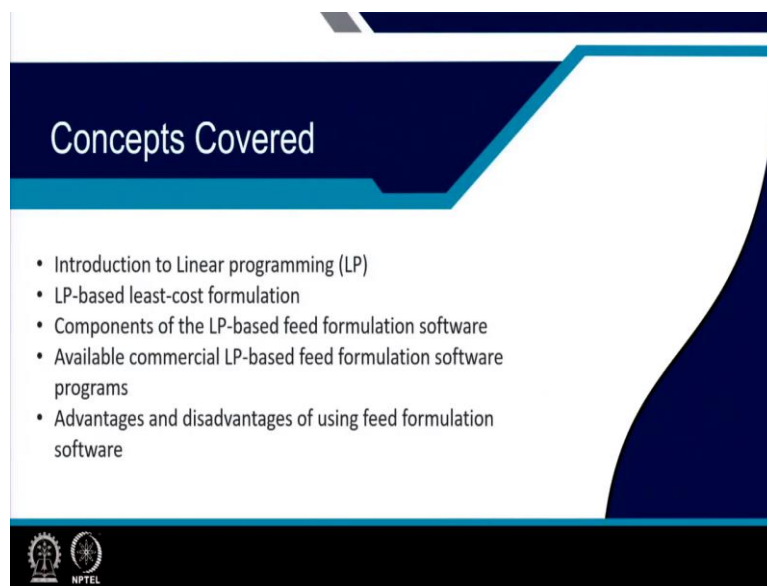 Concepts Covered
• Introduction to Linear programming (LP)
• LP-based least-cost formulation
• Components of the LP-based feed formulation software
• Available commercial LP-based feed formulation software
programs
• Advantages and disadvantages of using feed formulation
software
NPTEL